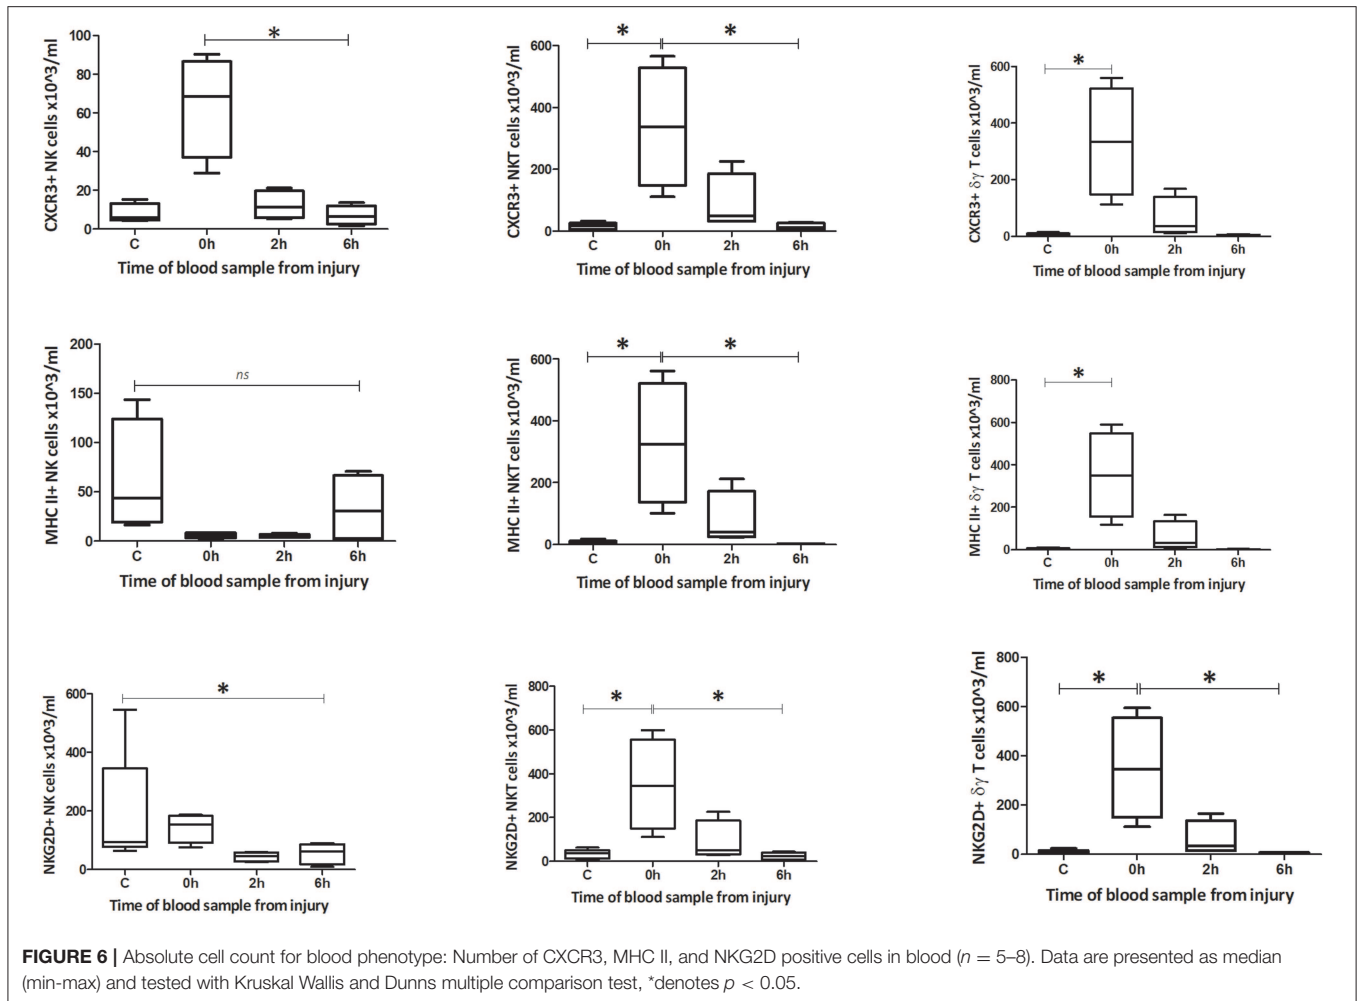 CXCR3+ NK cells x10^3/ml
100
80
60
40
20
0
*
C 0h 2h 6h
Time of blood sample from injury
CXCR3+ NKT cells x10^3/ml
600
400
200
0
* *
C 0h 2h 6h
Time of blood sample from injury
CXCR3+ δγ T cells x10^3/ml
600
400
200
0
*
C 0h 2h 6h
Time of blood sample from injury
MHC II+ NK cells x10^3/ml
200
150
100
50
0
ns
C 0h 2h 6h
Time of blood sample from injury
MHC II+ NKT cells x10^3/ml
600
400
200
0
* *
C 0h 2h 6h
Time of blood sample from injury
MHC II+ δγ T cells x10^3/ml
800
600
400
200
0
*
C 0h 2h 6h
Time of blood sample from injury
NKG2D+ NK cells x10^3/ml
600
400
200
0
*
C 0h 2h 6h
Time of blood sample from injury
NKG2D+ NKT cells x10^3/ml
800
600
400
200
0
* *
C 0h 2h 6h
Time of blood sample from injury
NKG2D+ δγ T cells x10^3/ml
800
600
400
200
0
* *
C 0h 2h 6h
Time of blood sample from injury
FIGURE 6 | Absolute cell count for blood phenotype: Number of CXCR3, MHC II, and NKG2D positive cells in blood (n = 5–8). Data are presented as median
(min-max) and tested with Kruskal Wallis and Dunns multiple comparison test, *denotes p < 0.05.